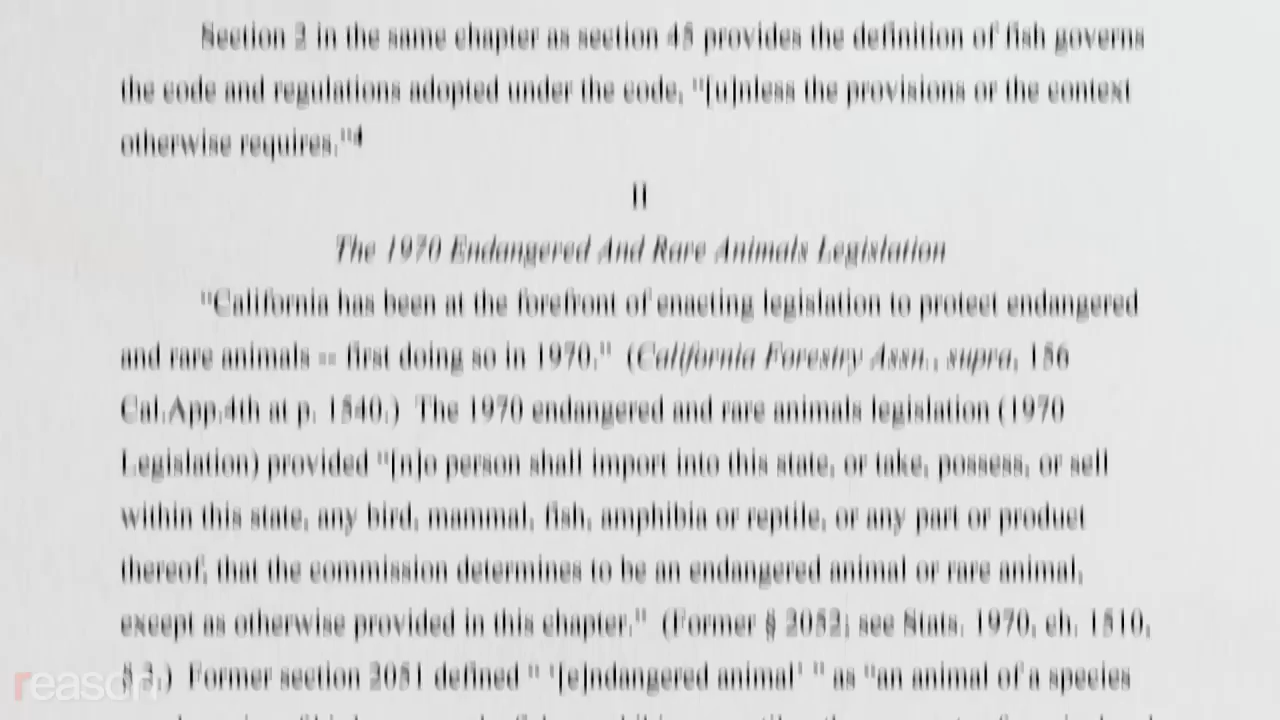 Section 2 in the same chapter as section 45 provides the definition of fish governs
the code and regulations adopted under the code, "[u]nless the provisions or the context
otherwise requires."4
II
The 1970 Endangered And Rare Animals Legislation
"California has been at the forefront of enacting legislation to protect endangered
and rare animals -- first doing so in 1970." (California Forestry Assn., supra, 156
Cal.App.4th at p. 1540.) The 1970 endangered and rare animals legislation (1970
Legislation) provided "[n]o person shall import into this state, or take, possess, or sell
within this state, any bird, mammal, fish, amphibia or reptile, or any part or product
thereof, that the commission determines to be an endangered animal or rare animal,
except as otherwise provided in this chapter." (Former § 2052; see Stats. 1970, ch. 1510,
§ 3.) Former section 2051 defined " '[e]ndangered animal' " as "an animal of a species
reason